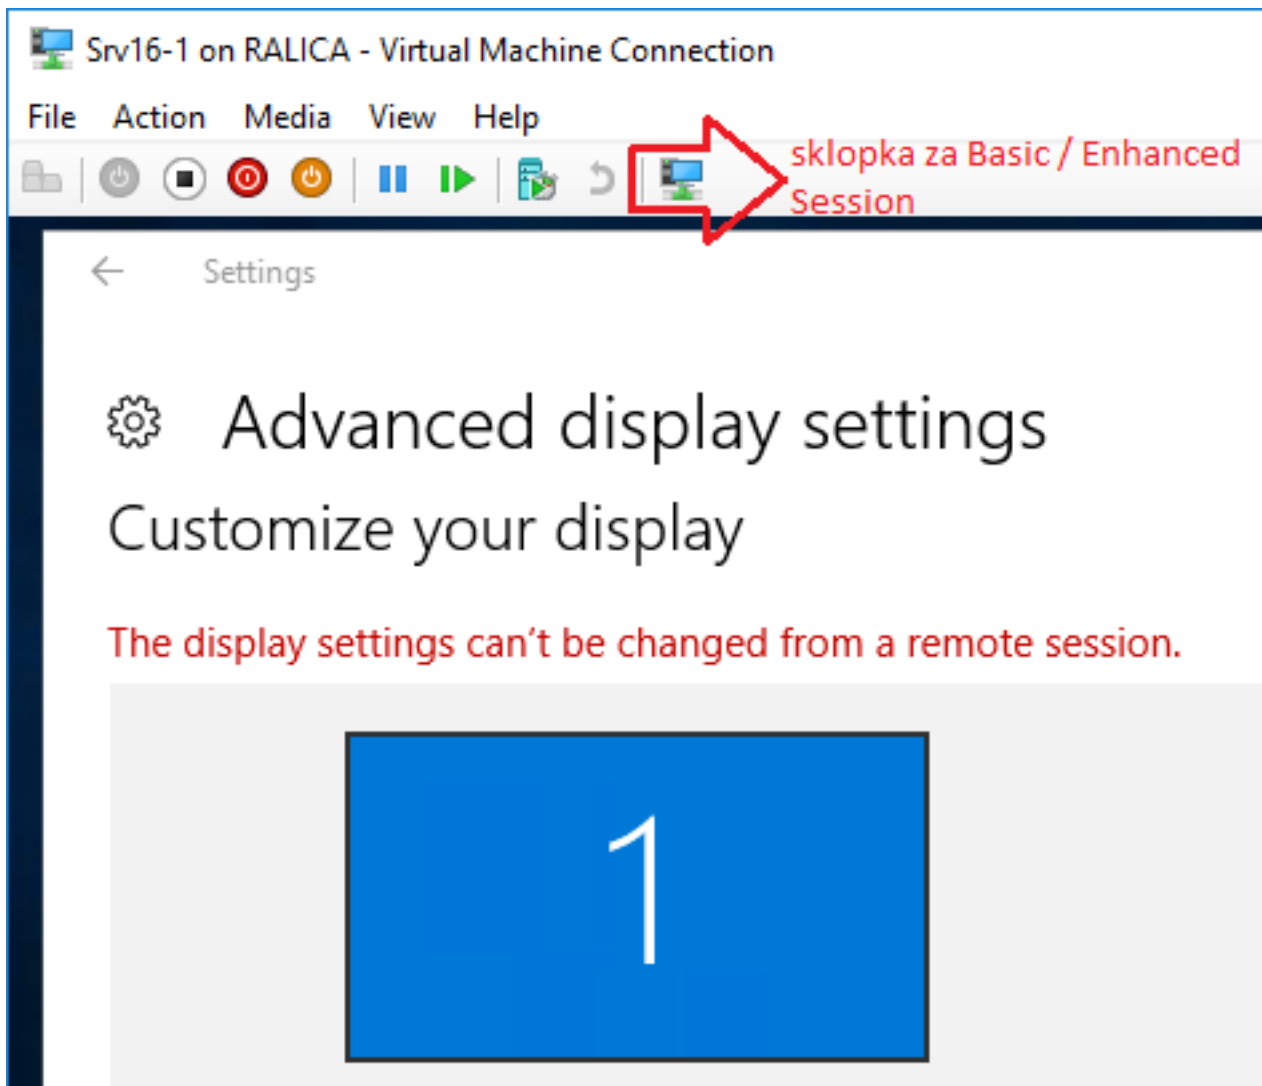 Srv16-1 on RALICA - Virtual Machine Connection
File Action Media View Help
sklopka za Basic / Enhanced
Session
Settings
Advanced display settings
Customize your display
The display settings can’t be changed from a remote session.
1